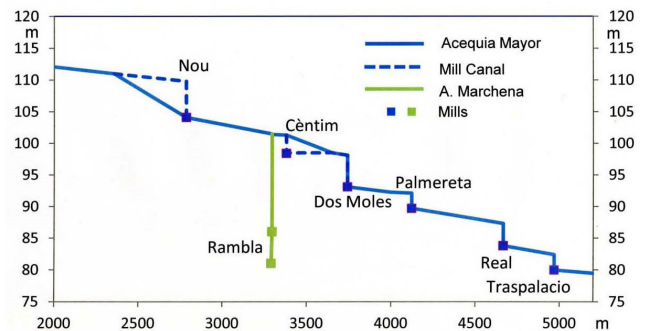 120
m
115
110
105
100
95
90
85
80
75
120
m
115
110
105
100
95
90
85
80
75
Acequia Mayor
Mill Canal
A. Marchena
Mills
Nou
Cèntim
Palmereta
Dos Moles
Rambla
Real
Traspalacio
2000 2500 3000 3500 4000 4500 5000 m